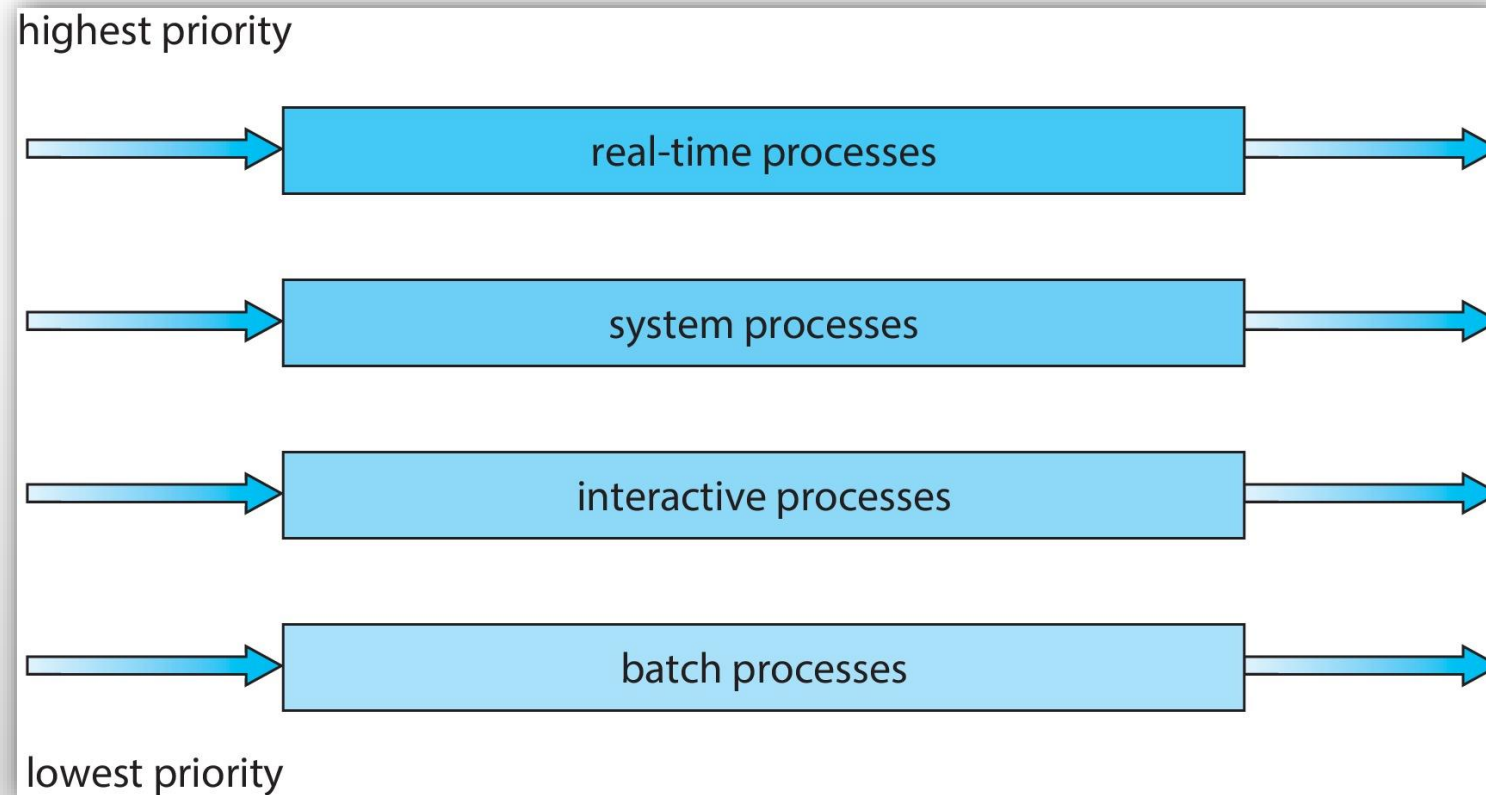 highest priority
real-time processes
system processes
interactive processes
batch processes
lowest priority